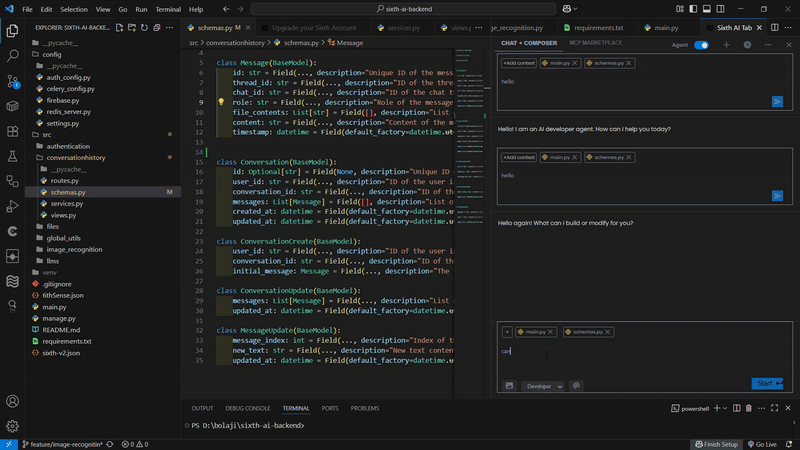 File Edit Selection View Go Run Terminal Help
sixth-ai-backend
EXPLORER: SELECTION, SIXTH-AI
__pycache__
config
__pycache__
auth_config.py
celery_config.py
firebase.py
redis_server.py
settings.py
src
authentication
conversationhistory
__pycache__
routes.py
schemas.py M
services.py
views.py
files
global_utils
image_recognition
llms
venv
.gitignore
6thSense.json
main.py
manage.py
README.md
requirements.txt
sixth-v2.json
schemas.py M
Upgrade your Sixth Account
services.py
views.py
requirements.txt
main.py
Sixth AI Tab
src > conversationhistory > schemas.py > Message
4
5 class Message(BaseModel):
6 id: str = Field(..., description="Unique ID of the mess
7 thread_id: str = Field(..., description="ID of the thre
8 chat_id: str = Field(..., description="ID of the chat t
9 role: str = Field(..., description="Role of the message
10 file_contents: List[str] = Field([], description="List
11 content: str = Field(..., description="Content of the m
12 timestamp: datetime = Field(default_factory=datetime.ut
13
14
15 class Conversation(BaseModel):
16 id: Optional[str] = Field(None, description="Unique ID
17 user_id: str = Field(..., description="ID of the user i
18 conversation_id: str = Field(..., description="ID of th
19 messages: List[Message] = Field([], description="List o
20 created_at: datetime = Field(default_factory=datetime.u
21 updated_at: datetime = Field(default_factory=datetime.u
22
23 class ConversationCreate(BaseModel):
24 user_id: str = Field(..., description="ID of the user i
25 conversation_id: str = Field(..., description="ID of the
26 initial_message: Message = Field(..., description="The
27
28 class ConversationUpdate(BaseModel):
29 messages: List[Message] = Field(..., description="List
30 updated_at: datetime = Field(default_factory=datetime.u
31
32 class MessageUpdate(BaseModel):
33 message_index: int = Field(..., description="Index of t
34 new_text: str = Field(..., description="New text conten
35 updated_at: datetime = Field(default_factory=datetime.u
CHAT + COMPOSER MCP MARKETPLACE
Agent
+Add context main.py schemas.py
hello
Hello! I am an AI developer agent. How can I help you today?
+Add context main.py schemas.py
hello
Hello again! What can I build or modify for you?
+ main.py schemas.py
can
Developer @ Start
OUTPUT DEBUG CONSOLE TERMINAL PORTS PROBLEMS
powershell
PS D:\bolaji\sixth-ai-backend>
feature/image-recognitin* 0 0
Finish Setup Go Live